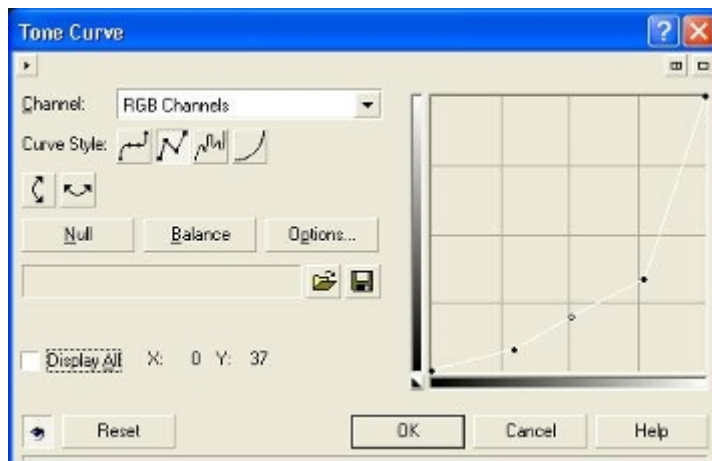 Tone Curve
Channel: RGB Channels
Curve Style:
Null Balance Options...
Display All X: 0 Y: 37
Reset OK Cancel Help